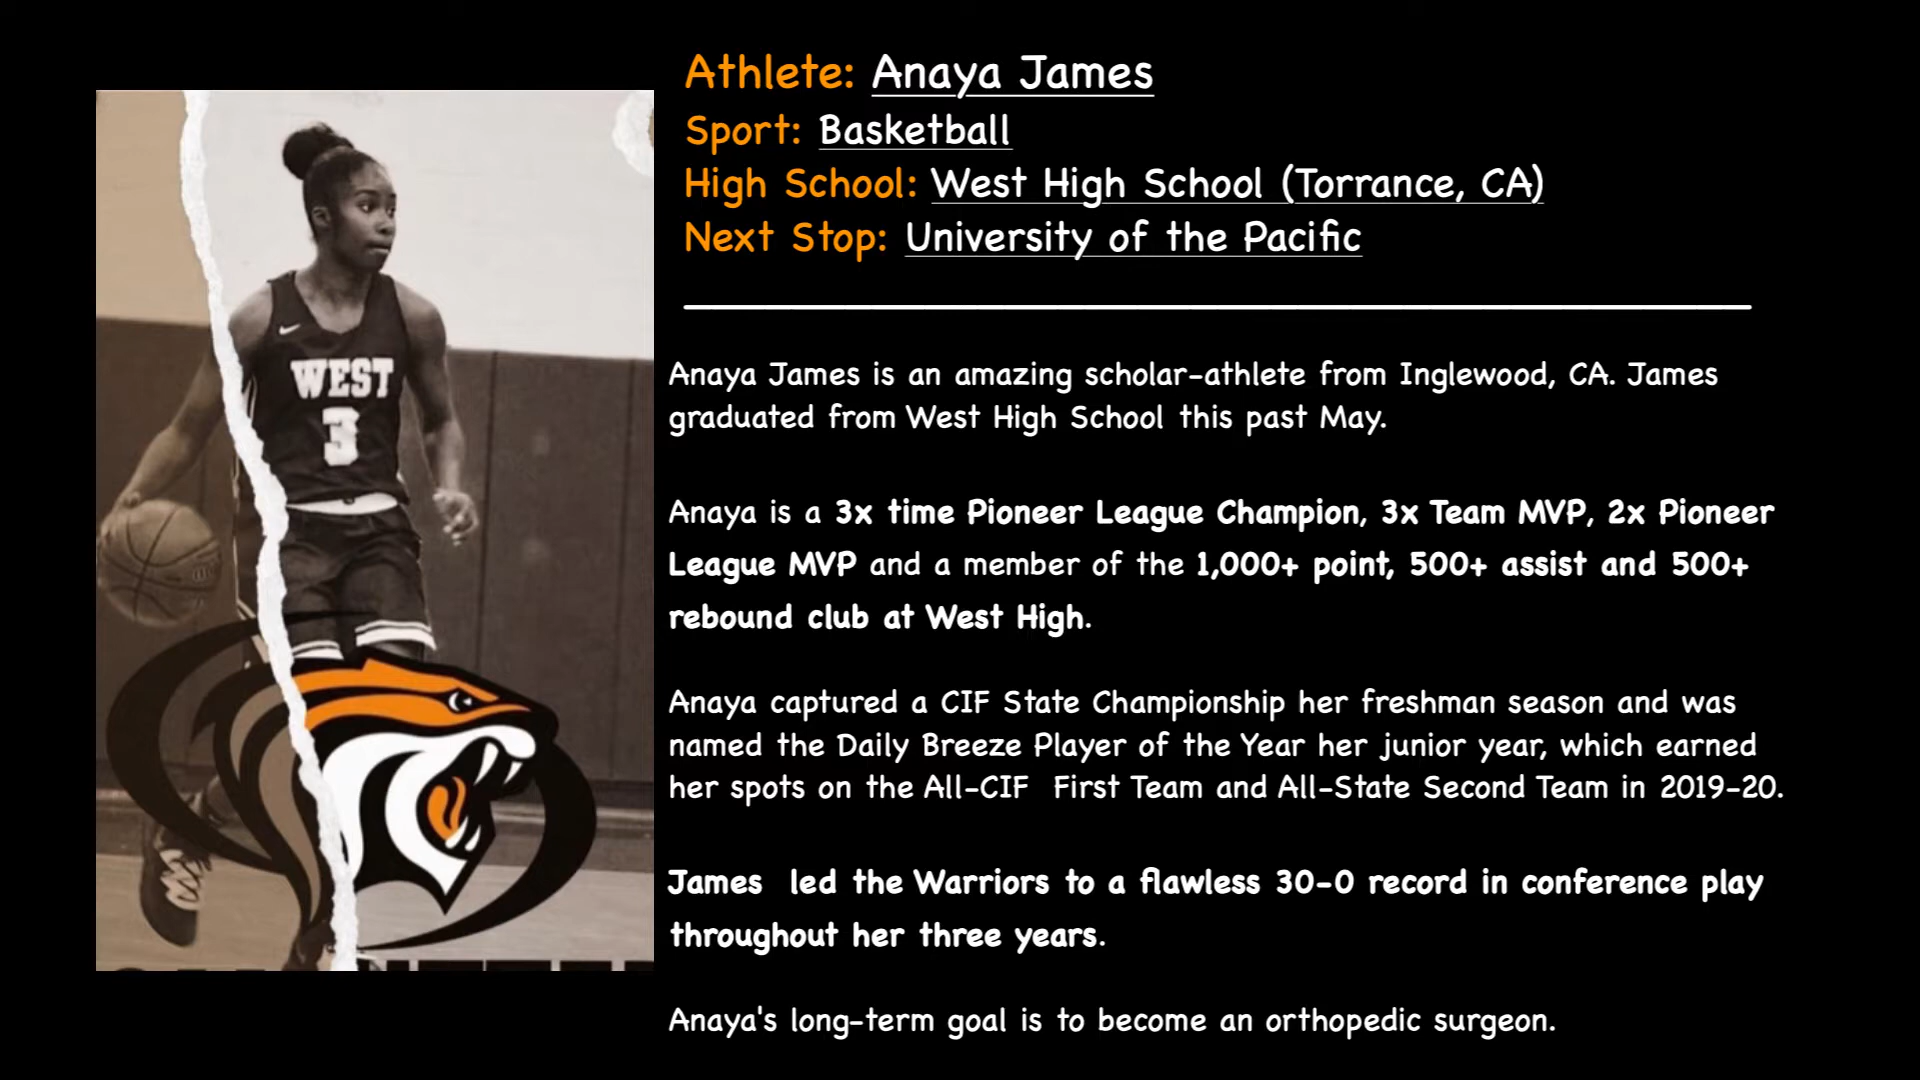 Athlete: Anaya James
Sport: Basketball
High School: West High School (Torrance, CA)
Next Stop: University of the Pacific
WEST
3
Anaya James is an amazing scholar-athlete from Inglewood, CA. James
graduated from West High School this past May.
Anaya is a 3x time Pioneer League Champion, 3x Team MVP, 2x Pioneer
League MVP and a member of the 1,000+ point, 500+ assist and 500+
rebound club at West High.
Anaya captured a CIF State Championship her freshman season and was
named the Daily Breeze Player of the Year her junior year, which earned
her spots on the All-CIF  First Team and All-State Second Team in 2019-20.
James  led the Warriors to a flawless 30-0 record in conference play
throughout her three years.
Anaya's long-term goal is to become an orthopedic surgeon.